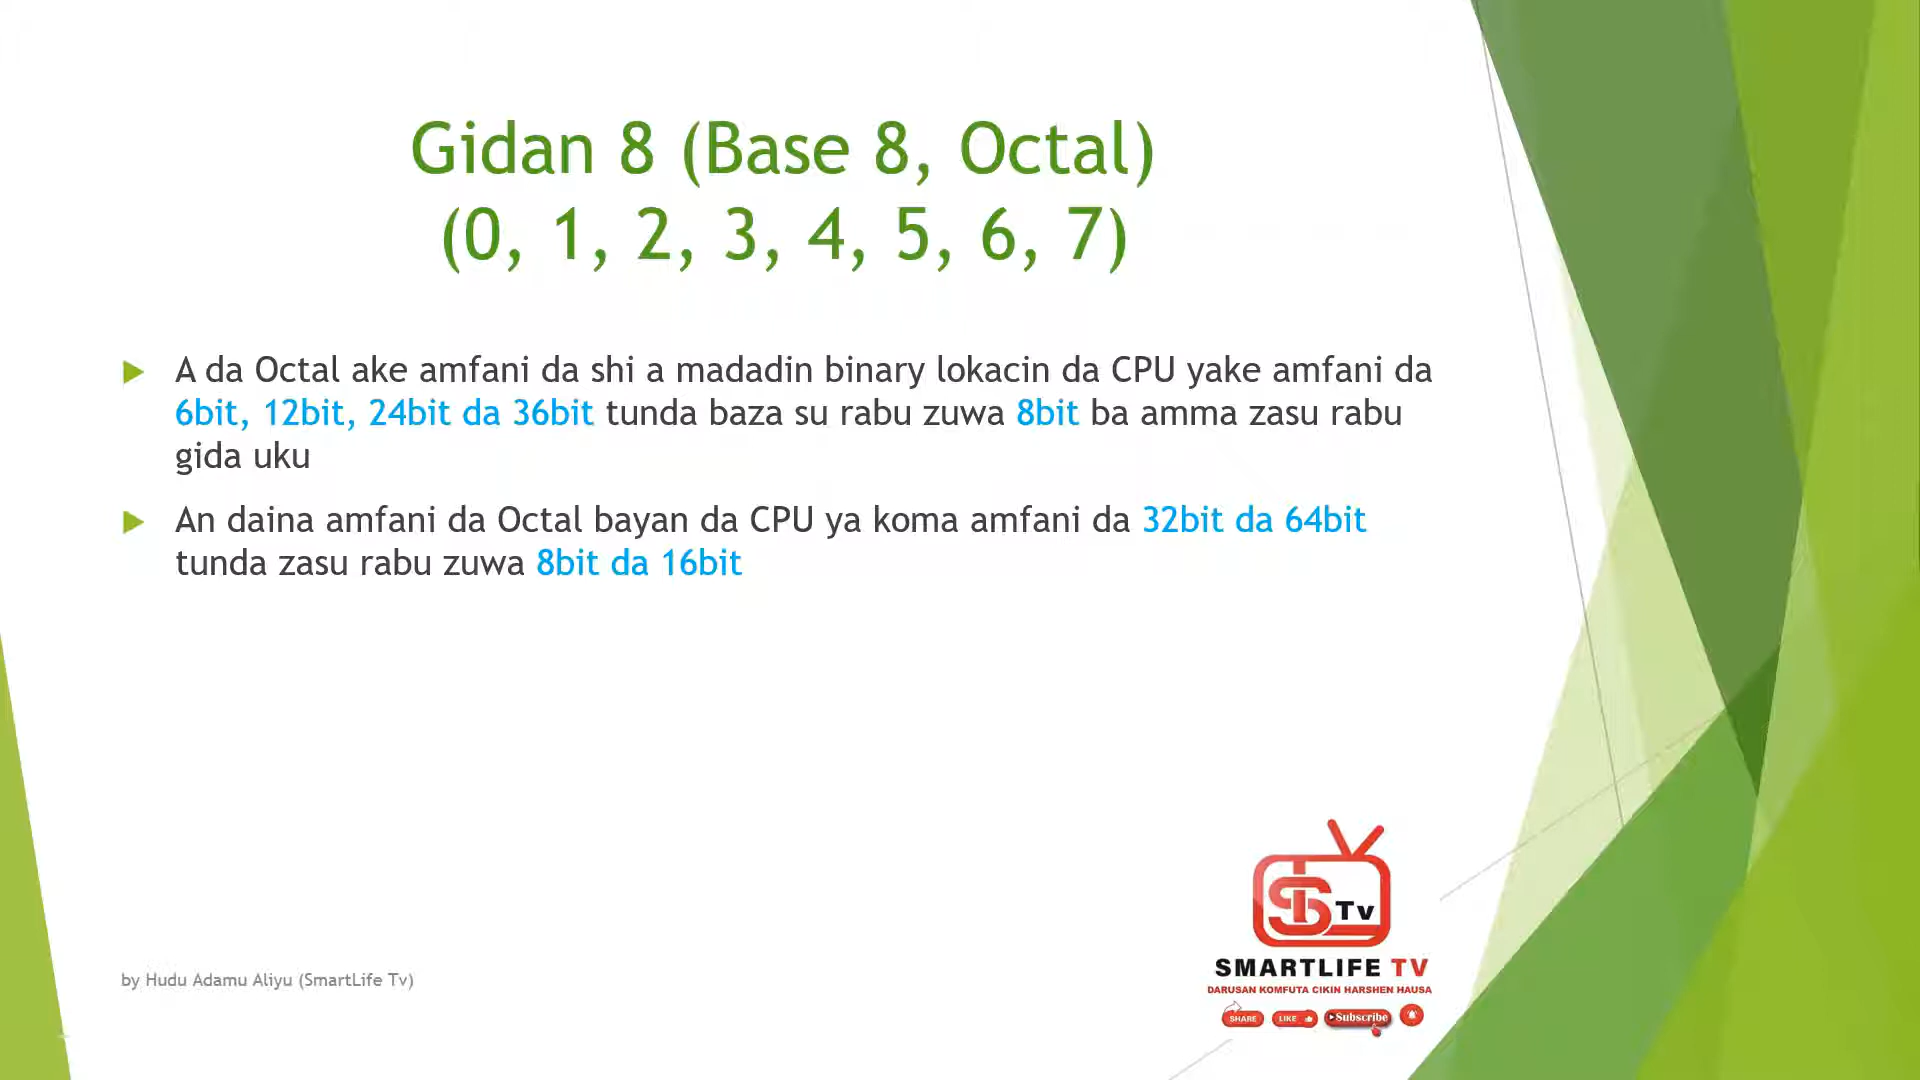 Gidan 8 (Base 8, Octal)
(0, 1, 2, 3, 4, 5, 6, 7)
A da Octal ake amfani da shi a madadin binary lokacin da CPU yake amfani da
6bit, 12bit, 24bit da 36bit tunda baza su rabu zuwa 8bit ba amma zasu rabu
gida uku
An daina amfani da Octal bayan da CPU ya koma amfani da 32bit da 64bit
tunda zasu rabu zuwa 8bit da 16bit
by Hudu Adamu Aliyu (SmartLife Tv)
Tv
SMARTLIFE TV
DARUSAN KOMFUTA CIKIN HARSHEN HAUSA
SHARE LIKE Subscribe